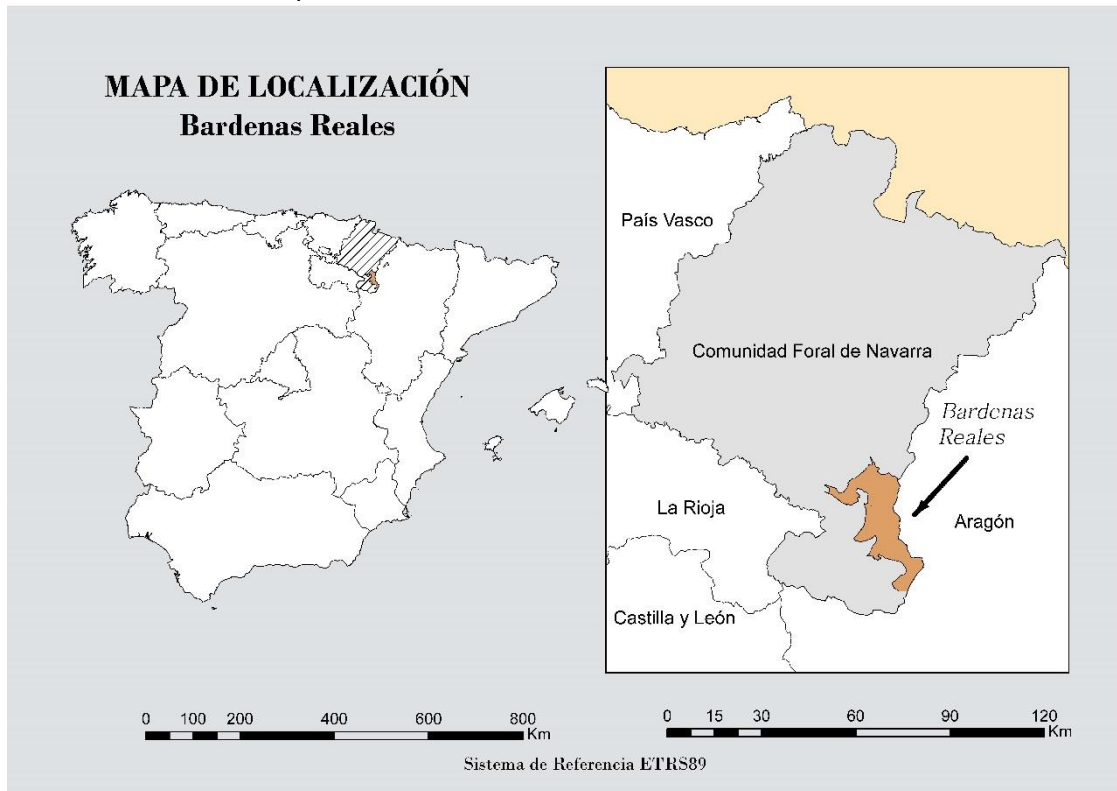 MAPA DE LOCALIZACIÓN
Bardenas Reales
País Vasco
Comunidad Foral de Navarra
Bardenas
Reales
La Rioja
Aragón
Castilla y León
0 100 200 400 600 800
Km
0 15 30 60 90 120
Km
Sistema de Referencia ETRS89